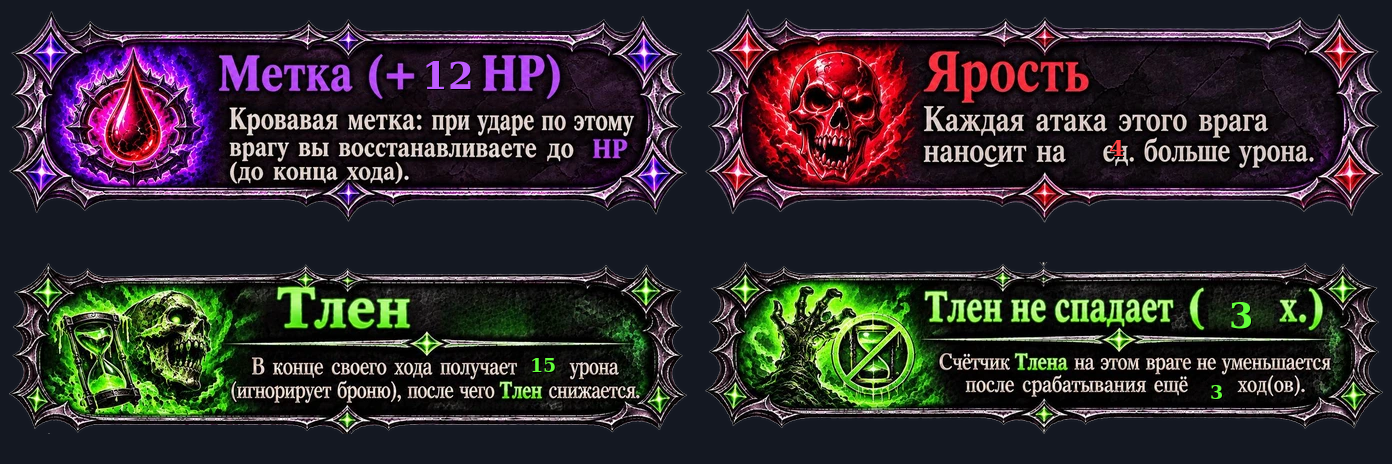 Метка (+12 HP)
Кровавая метка: при ударе по этому
врагу вы восстанавливаете до HP
(до конца хода).
Ярость
Каждая атака этого врага
наносит на 4 ед. больше урона.
Тлен
В конце своего хода получает 15 урона
(игнорирует броню), после чего Тлен снижается.
Тлен не спадает ( 3 х.)
Счётчик Тлена на этом враге не уменьшается
после срабатывания ещё 3 ход(ов).